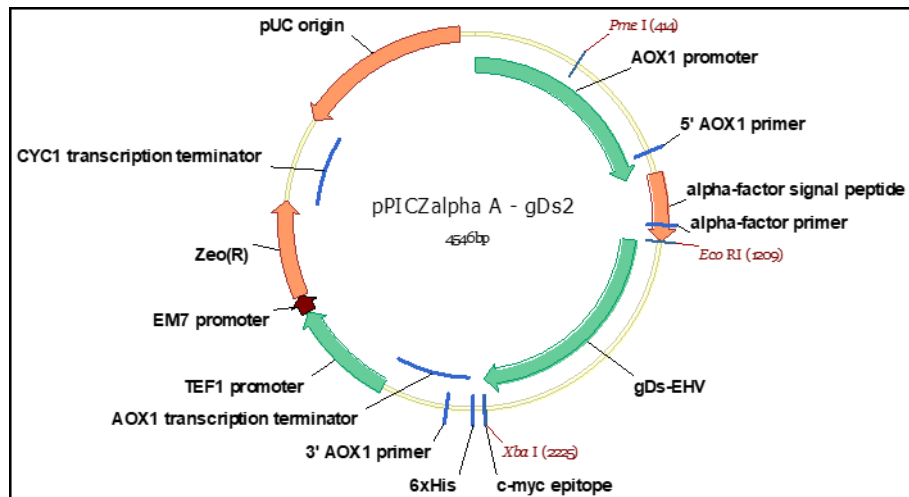 pUC origin
Pme I (414)
AOX1 promoter
5' AOX1 primer
CYC1 transcription terminator
alpha-factor signal peptide
pPICZalpha A - gDs2
alpha-factor primer
4546bp
Zeo(R)
Eco RI (1209)
EM7 promoter
TEF1 promoter
gDs-EHV
AOX1 transcription terminator
3' AOX1 primer
Xba I (2225)
6xHis
c-myc epitope